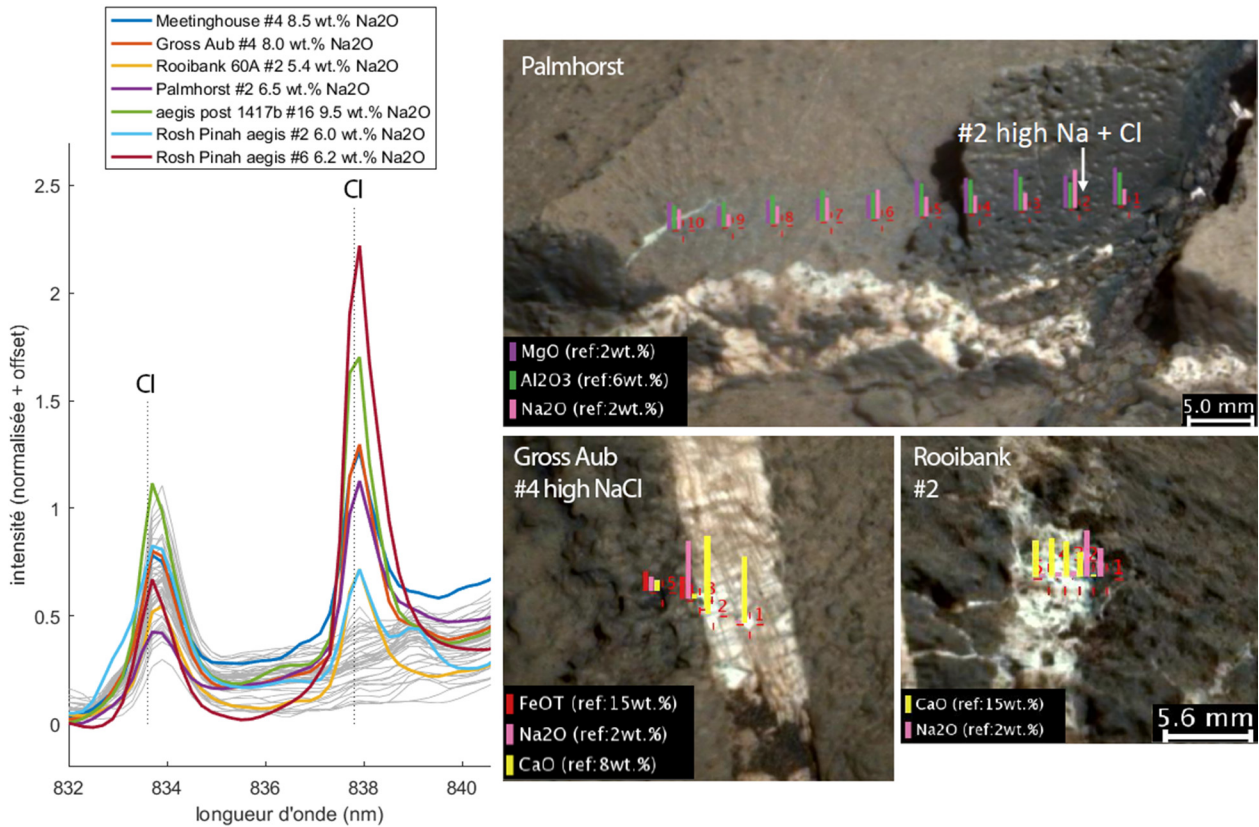 Meetinghouse #4 8.5 wt.% Na2O
Gross Aub #4 8.0 wt.% Na2O
Rooibank 60A #2 5.4 wt.% Na2O
Palmhorst #2 6.5 wt.% Na2O
aegis post 1417b #16 9.5 wt.% Na2O
Rosh Pinah aegis #2 6.0 wt.% Na2O
Rosh Pinah aegis #6 6.2 wt.% Na2O
Cl
Cl
2.5
2
1.5
1
0.5
0
intensité (normalisée + offset)
832
834
836
838
840
longueur d'onde (nm)
Palmhorst
#2 high Na + Cl
10 9 8 7 6 5 4 3 2 1
MgO (ref:2wt.%)
Al2O3 (ref:6wt.%)
Na2O (ref:2wt.%)
5.0 mm
Gross Aub
#4 high NaCl
5 3 2 1
FeOT (ref:15wt.%)
Na2O (ref:2wt.%)
CaO (ref:8wt.%)
Rooibank
#2
1
CaO (ref:15wt.%)
Na2O (ref:2wt.%)
5.6 mm